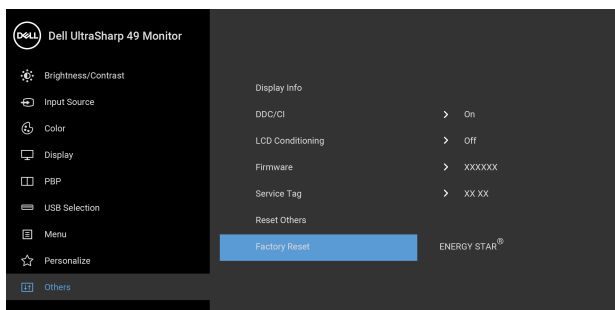 DELL Dell UltraSharp 49 Monitor
Brightness/Contrast
Input Source
Color
Display
PBP
USB Selection
Menu
Personalize
Others
Display Info
DDC/CI > On
LCD Conditioning > Off
Firmware > XXXXXX
Service Tag > XX XX
Reset Others
Factory Reset ENERGY STAR®